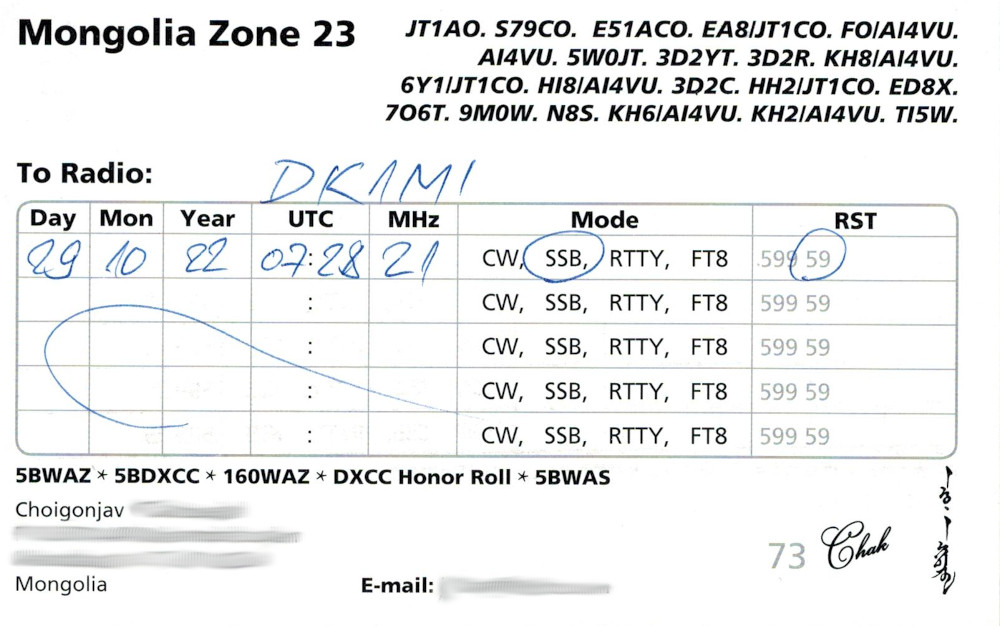 Mongolia Zone 23
JT1AO. S79CO. E51ACO. EA8/JT1CO. FO/AI4VU.
AI4VU. 5W0JT. 3D2YT. 3D2R. KH8/AI4VU.
6Y1/JT1CO. HI8/AI4VU. 3D2C. HH2/JT1CO. ED8X.
7O6T. 9M0W. N8S. KH6/AI4VU. KH2/AI4VU. TI5W.
To Radio: DK1MI
Day Mon Year UTC MHz Mode RST
29 10 22 07:28 21 CW, SSB, RTTY, FT8 599 59
: CW, SSB, RTTY, FT8 599 59
: CW, SSB, RTTY, FT8 599 59
: CW, SSB, RTTY, FT8 599 59
: CW, SSB, RTTY, FT8 599 59
5BWAZ * 5BDXCC * 160WAZ * DXCC Honor Roll * 5BWAS
Choigonjav
73 Chak
Mongolia
E-mail: